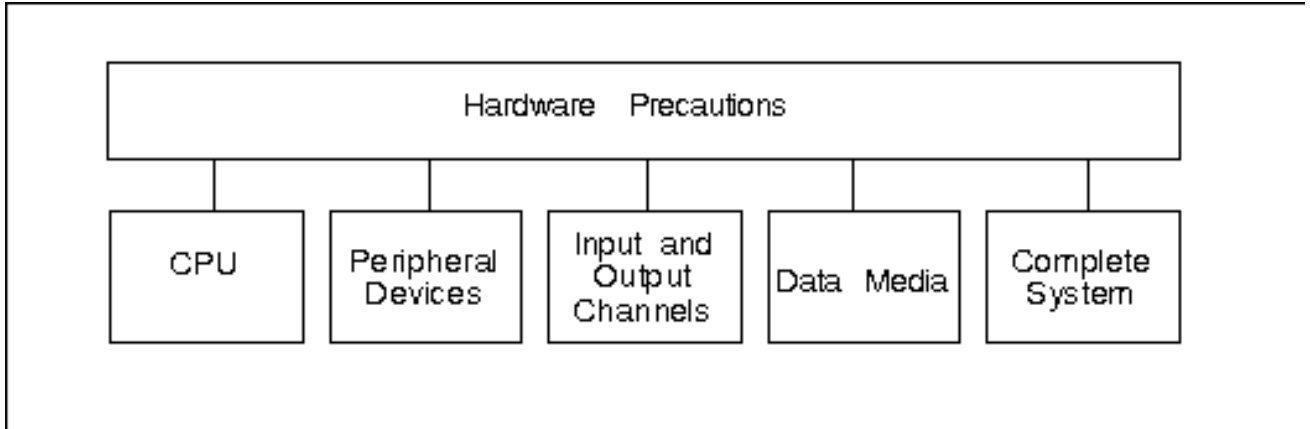 Hardware Precautions
CPU
Peripheral
Devices
Input and
Output
Channels
Data Media
Complete
System